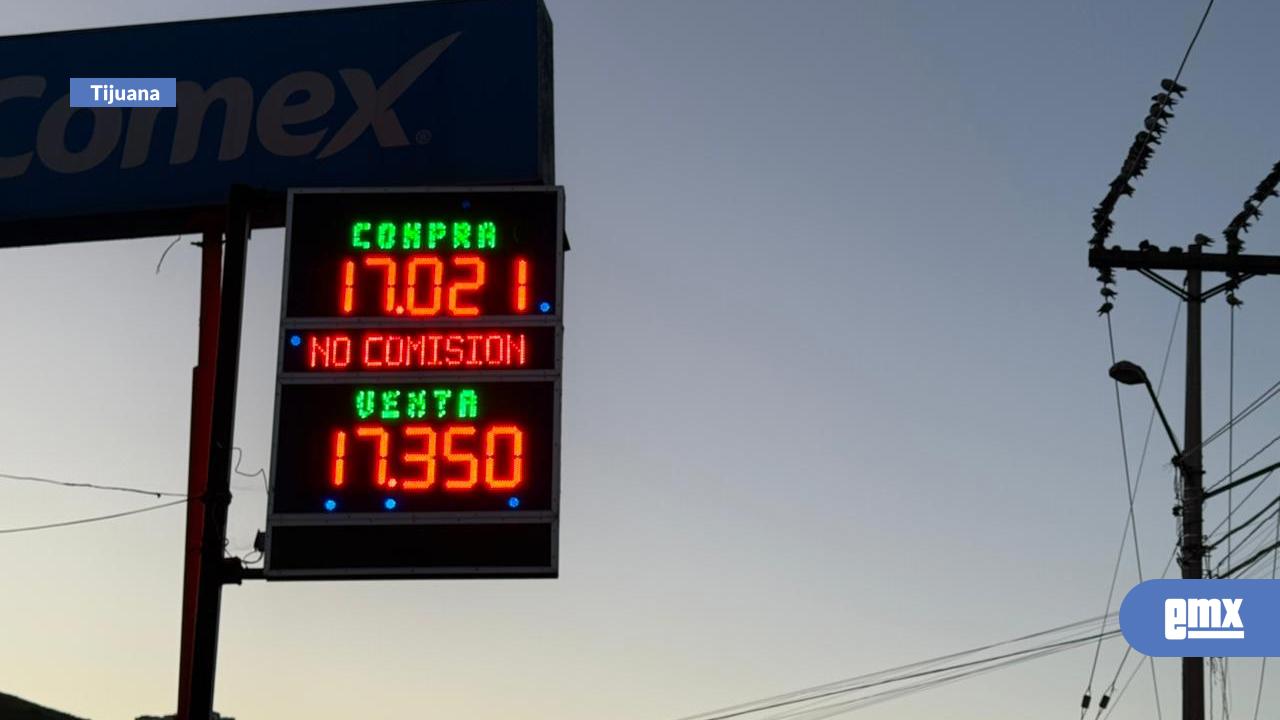 Tijuana
Comex®
COMPRA
17.021
NO COMISION
VENTA
17.350
emx